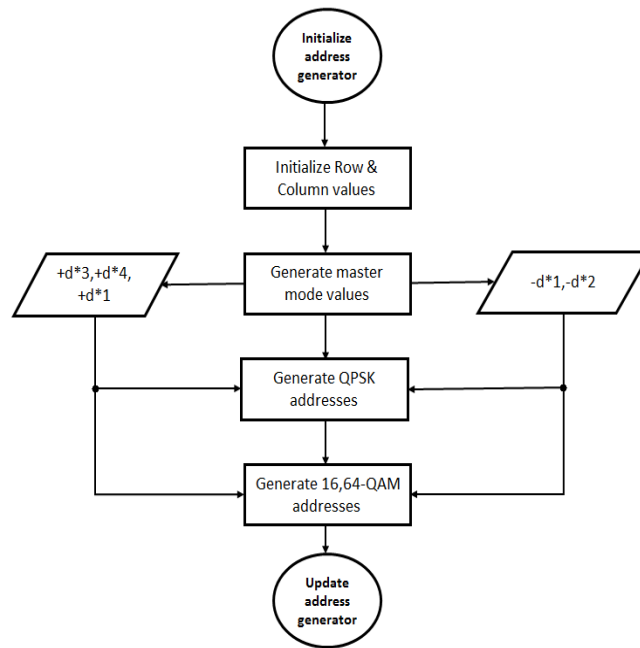 Initialize
address
generator
Initialize Row &
Column values
+d*3,+d*4,
+d*1
Generate master
mode values
-d*1,-d*2
Generate QPSK
addresses
Generate 16,64-QAM
addresses
Update
address
generator